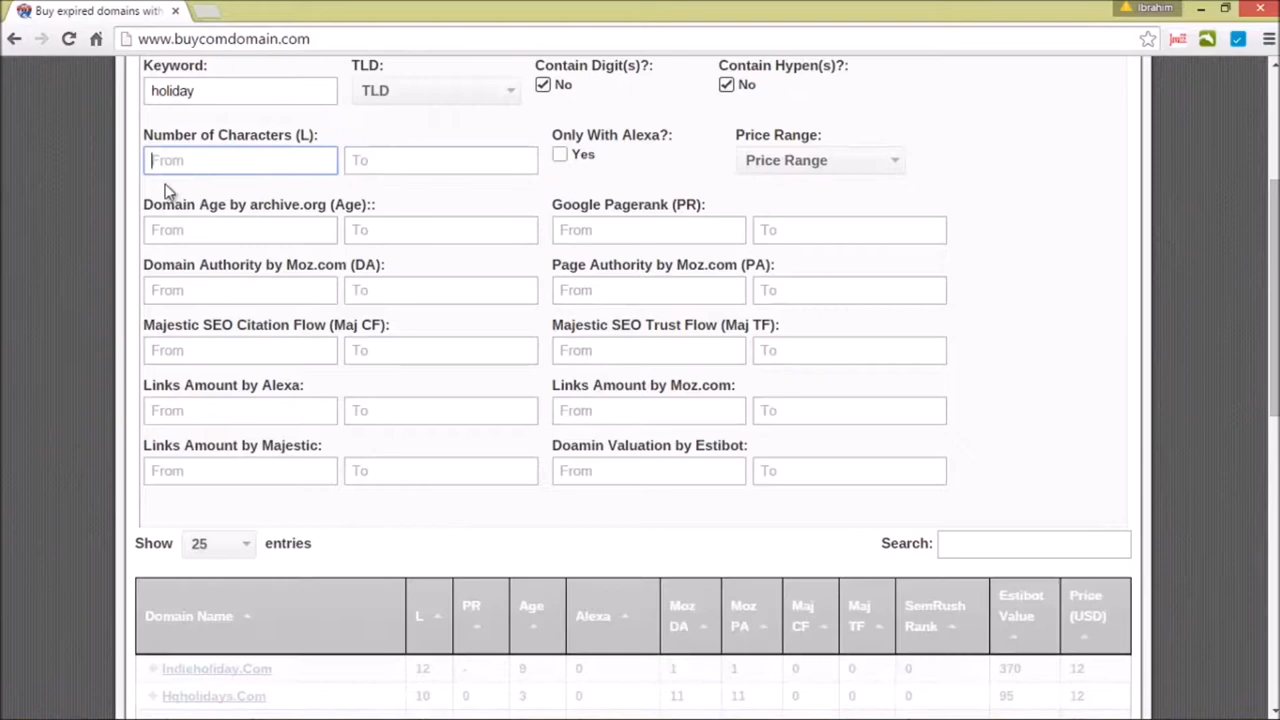 Buy expired domains with
Ibrahim
www.buycomdomain.com
Keyword: TLD: Contain Digit(s)?: Contain Hypen(s)?:
holiday TLD No No
Number of Characters (L): Only With Alexa?: Price Range:
From To Yes Price Range
Domain Age by archive.org (Age):: Google Pagerank (PR):
From To From To
Domain Authority by Moz.com (DA): Page Authority by Moz.com (PA):
From To From To
Majestic SEO Citation Flow (Maj CF): Majestic SEO Trust Flow (Maj TF):
From To From To
Links Amount by Alexa: Links Amount by Moz.com:
From To From To
Links Amount by Majestic: Doamin Valuation by Estibot:
From To From To
Show 25 entries Search:
Domain Name L PR Age Alexa Moz DA Moz PA Maj CF Maj TF SemRush Rank Estibot Value Price (USD)
Indieholiday.Com 12 - 9 0 1 1 0 0 0 370 12
Hqholidays.Com 10 0 3 0 11 11 0 0 0 95 12